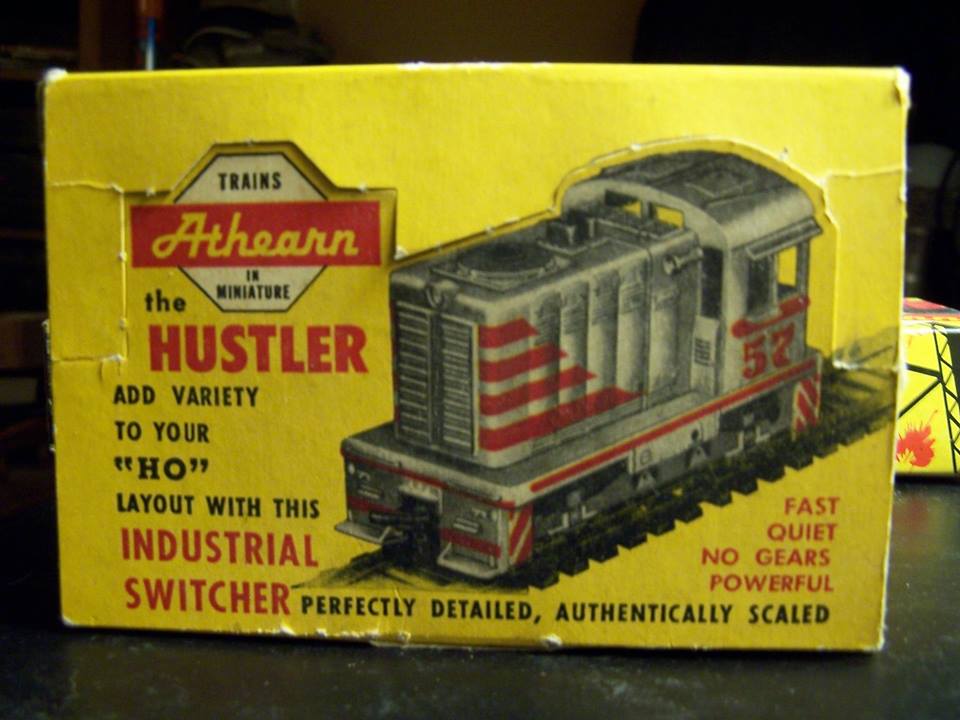 TRAINS
Athearn
IN
MINIATURE
the
HUSTLER
ADD VARIETY
TO YOUR
“HO”
LAYOUT WITH THIS
INDUSTRIAL
SWITCHER
PERFECTLY DETAILED, AUTHENTICALLY SCALED
57
FAST
QUIET
NO GEARS
POWERFUL